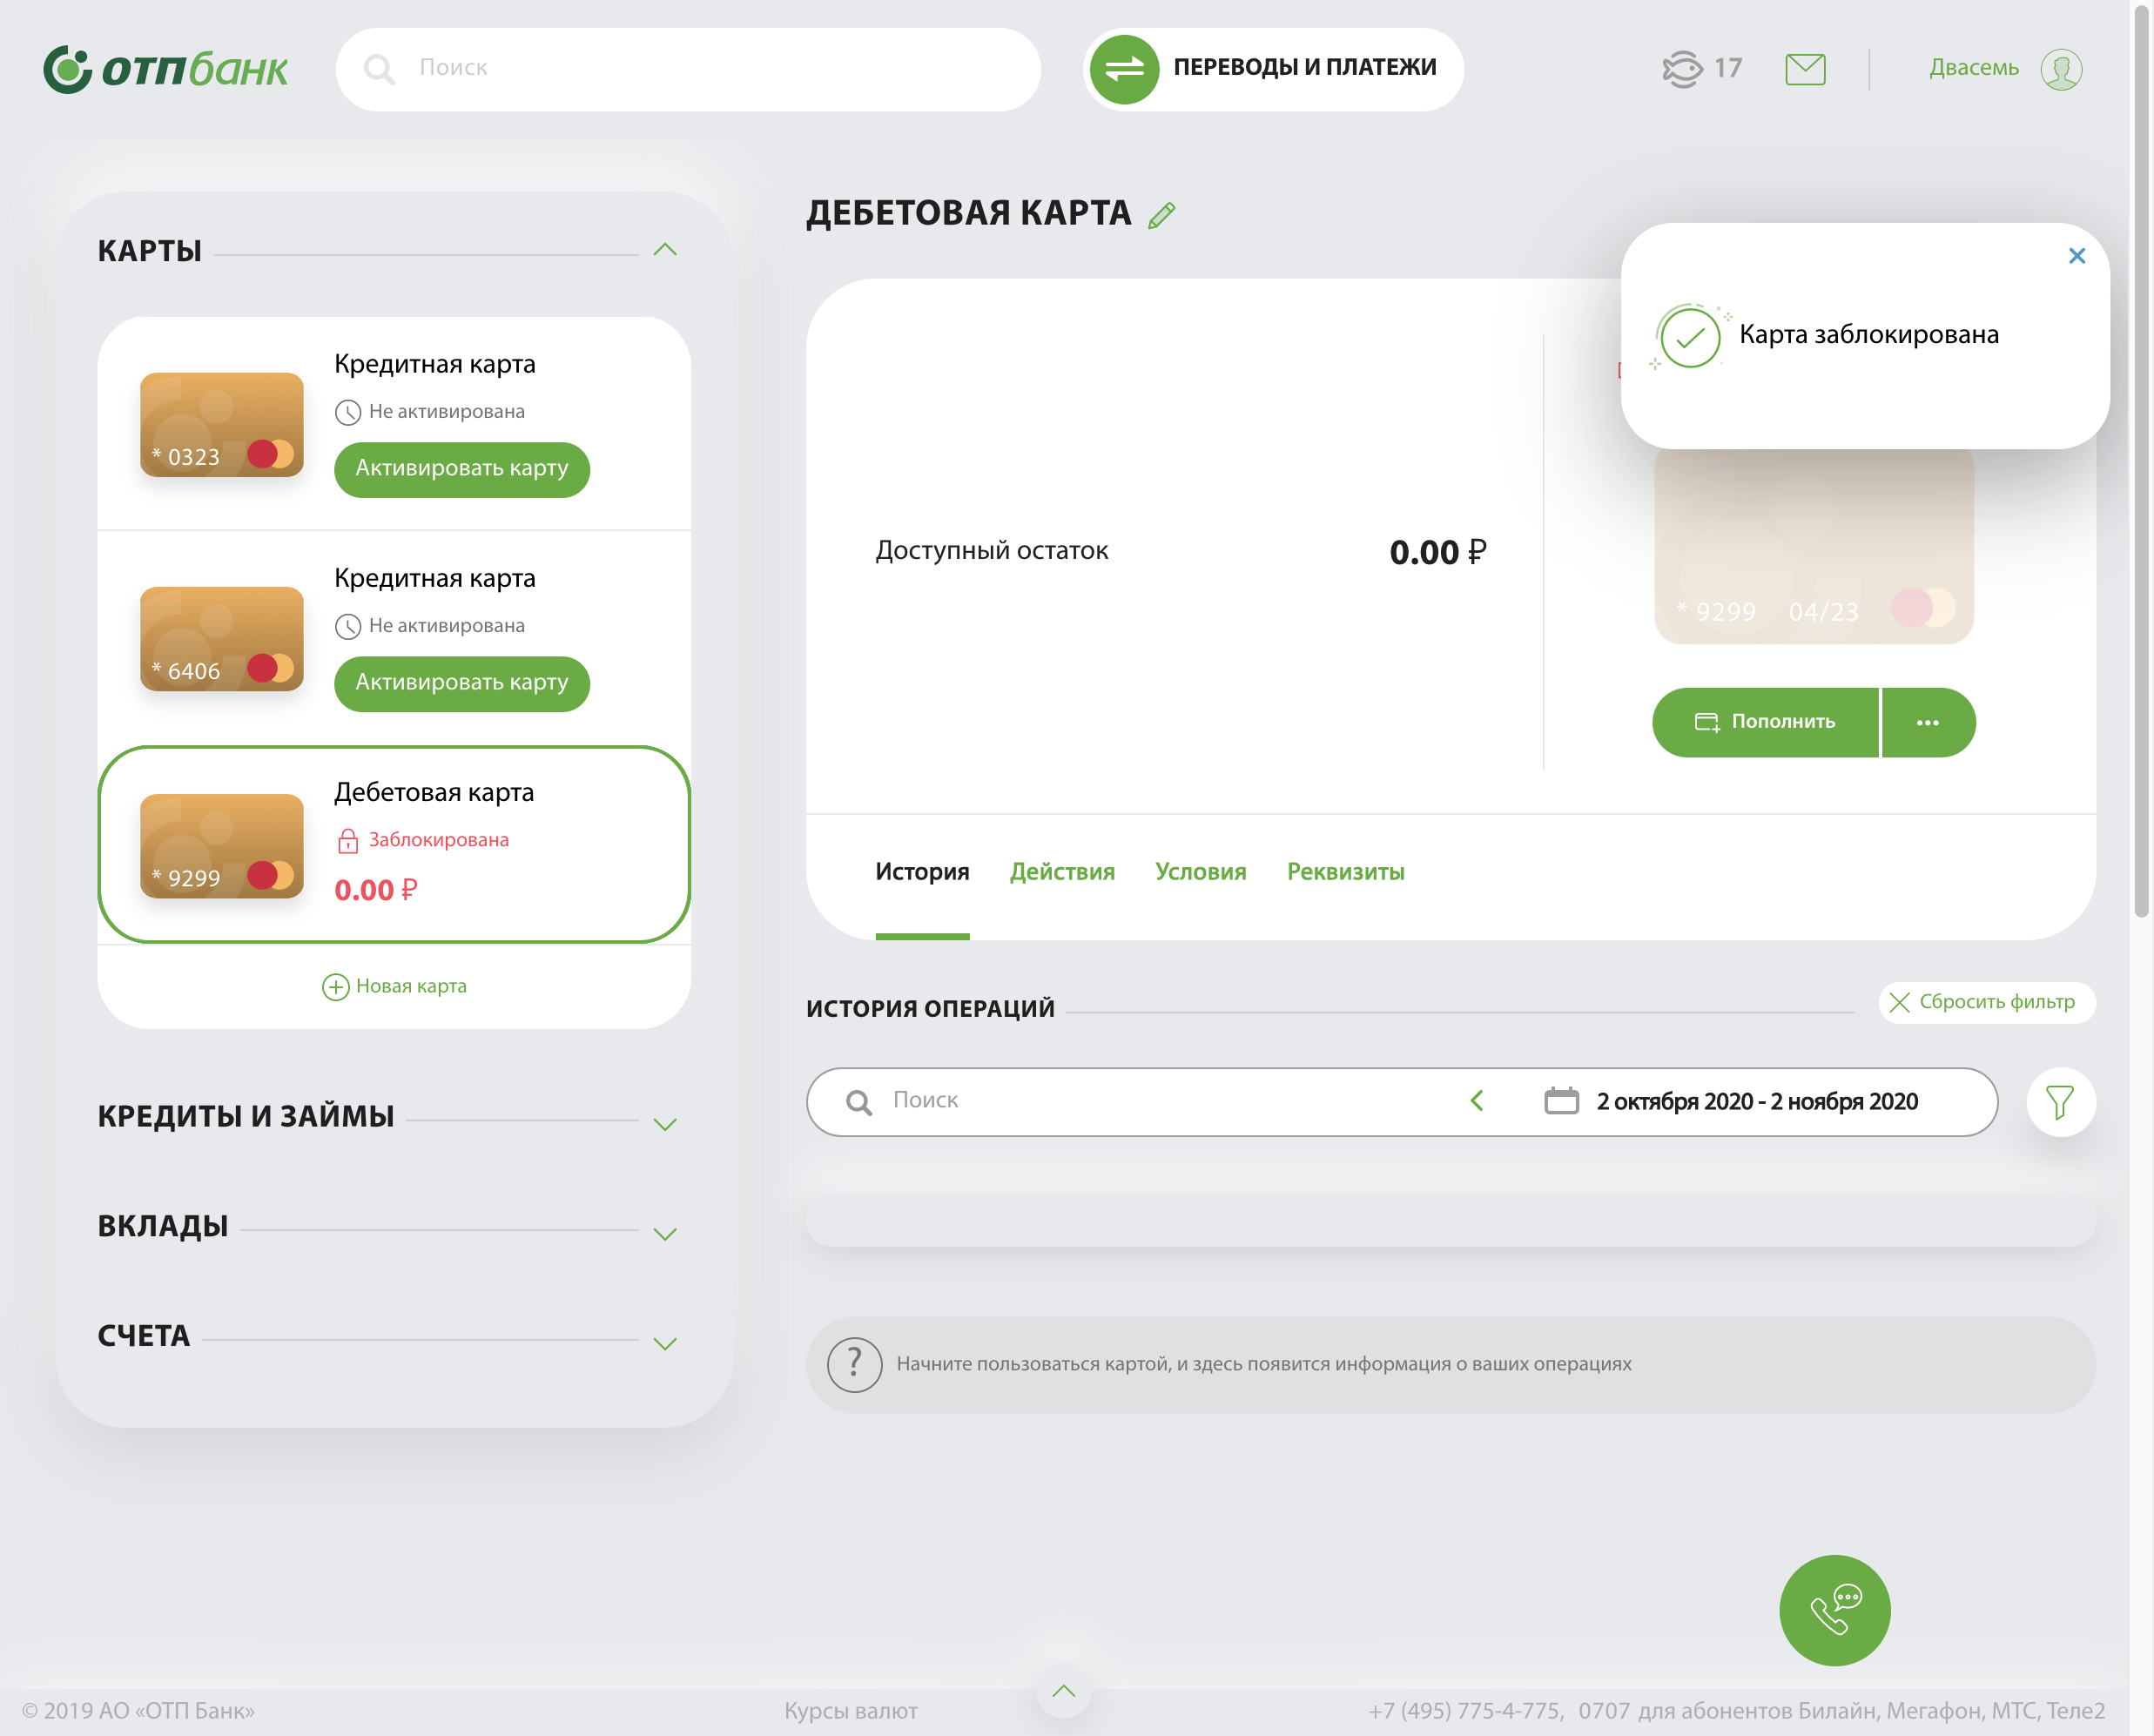 отпбанк
Поиск
ПЕРЕВОДЫ И ПЛАТЕЖИ
17
Двасемь
КАРТЫ
Кредитная карта
Не активирована
* 0323
Активировать карту
Кредитная карта
Не активирована
* 6406
Активировать карту
Дебетовая карта
Заблокирована
* 9299
0.00 ₽
Новая карта
КРЕДИТЫ И ЗАЙМЫ
ВКЛАДЫ
СЧЕТА
ДЕБЕТОВАЯ КАРТА
Карта заблокирована
Доступный остаток 0.00 ₽
* 9299 04/23
Пополнить
История Действия Условия Реквизиты
ИСТОРИЯ ОПЕРАЦИЙ
Сбросить фильтр
Поиск
2 октября 2020 - 2 ноября 2020
? Начните пользоваться картой, и здесь появится информация о ваших операциях
© 2019 АО «ОТП Банк»
Курсы валют
+7 (495) 775-4-775, 0707 для абонентов Билайн, Мегафон, МТС, Теле2